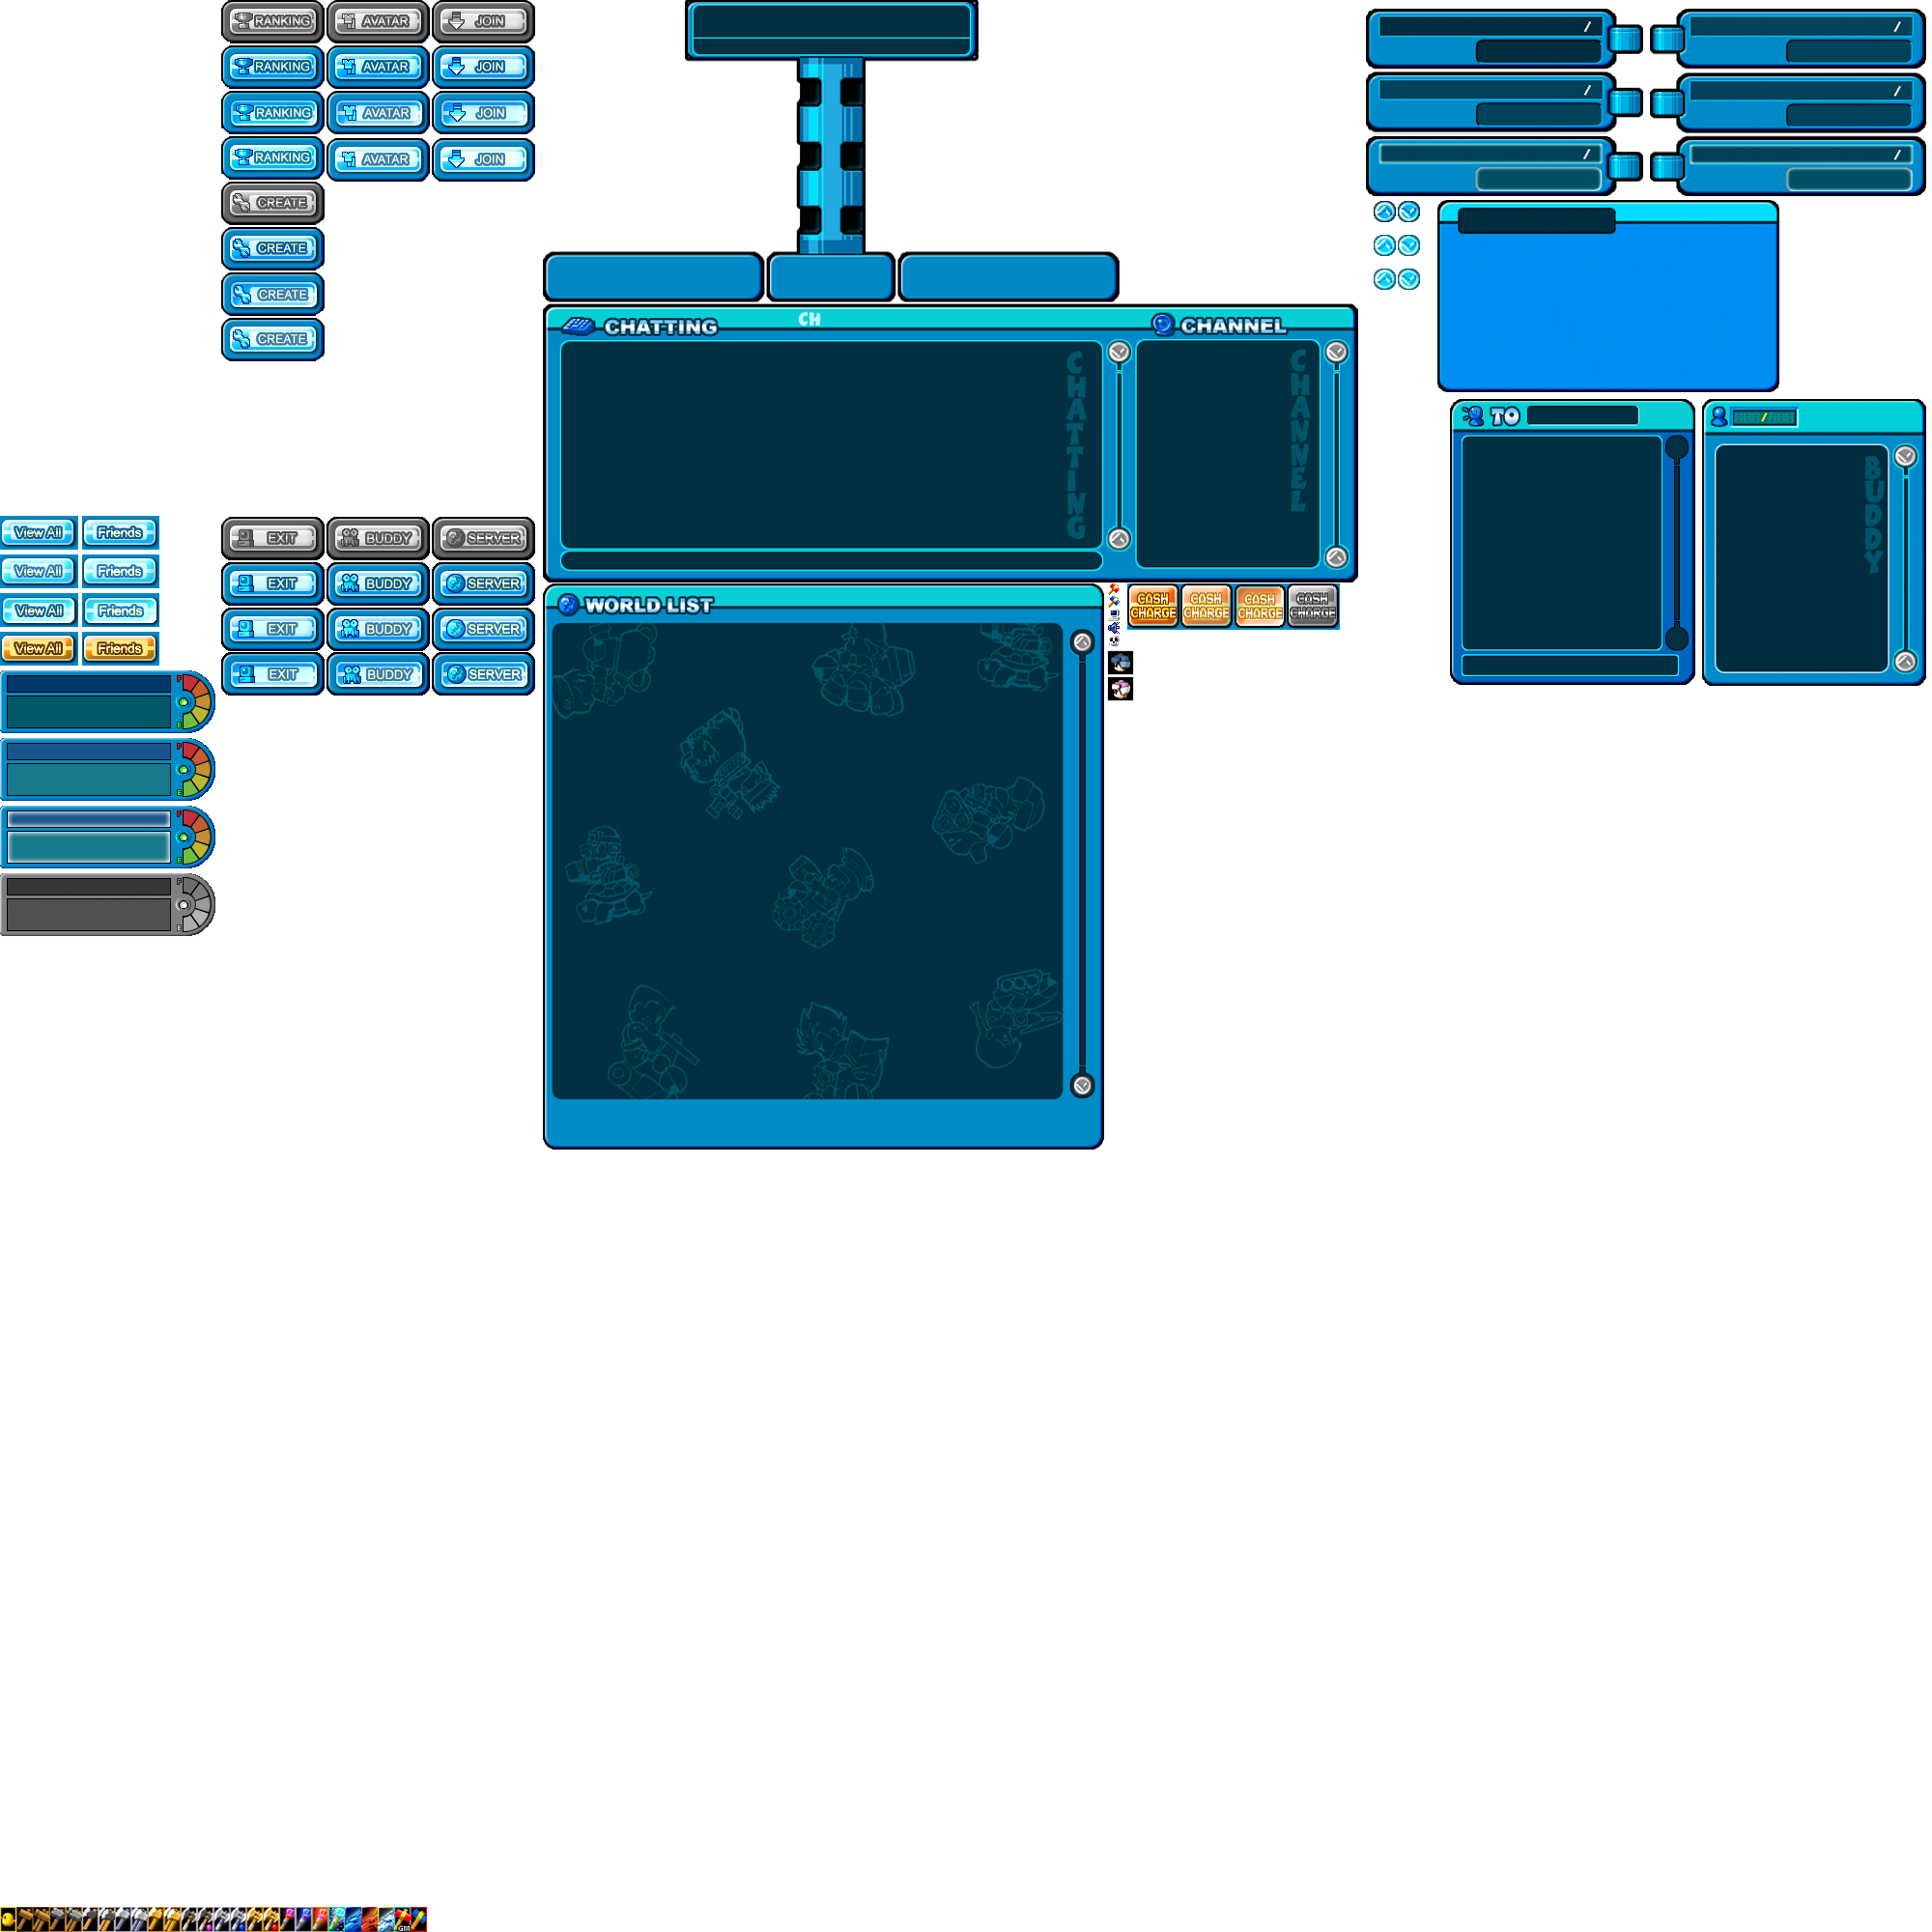 RANKING AVATAR JOIN
RANKING AVATAR JOIN
RANKING AVATAR JOIN
RANKING AVATAR JOIN
CREATE
CREATE
CREATE
CREATE
/ /
/ /
/ /
CHATTING CH CHANNEL
CHATTING
CHANNEL
TO
/
BUDDY
View All Friends
View All Friends
View All Friends
View All Friends
EXIT BUDDY SERVER
EXIT BUDDY SERVER
EXIT BUDDY SERVER
EXIT BUDDY SERVER
WORLD LIST
CASH CASH CASH CASH
CHARGE CHARGE CHARGE CHARGE
F
E
F
E
F
E
F
E
GM